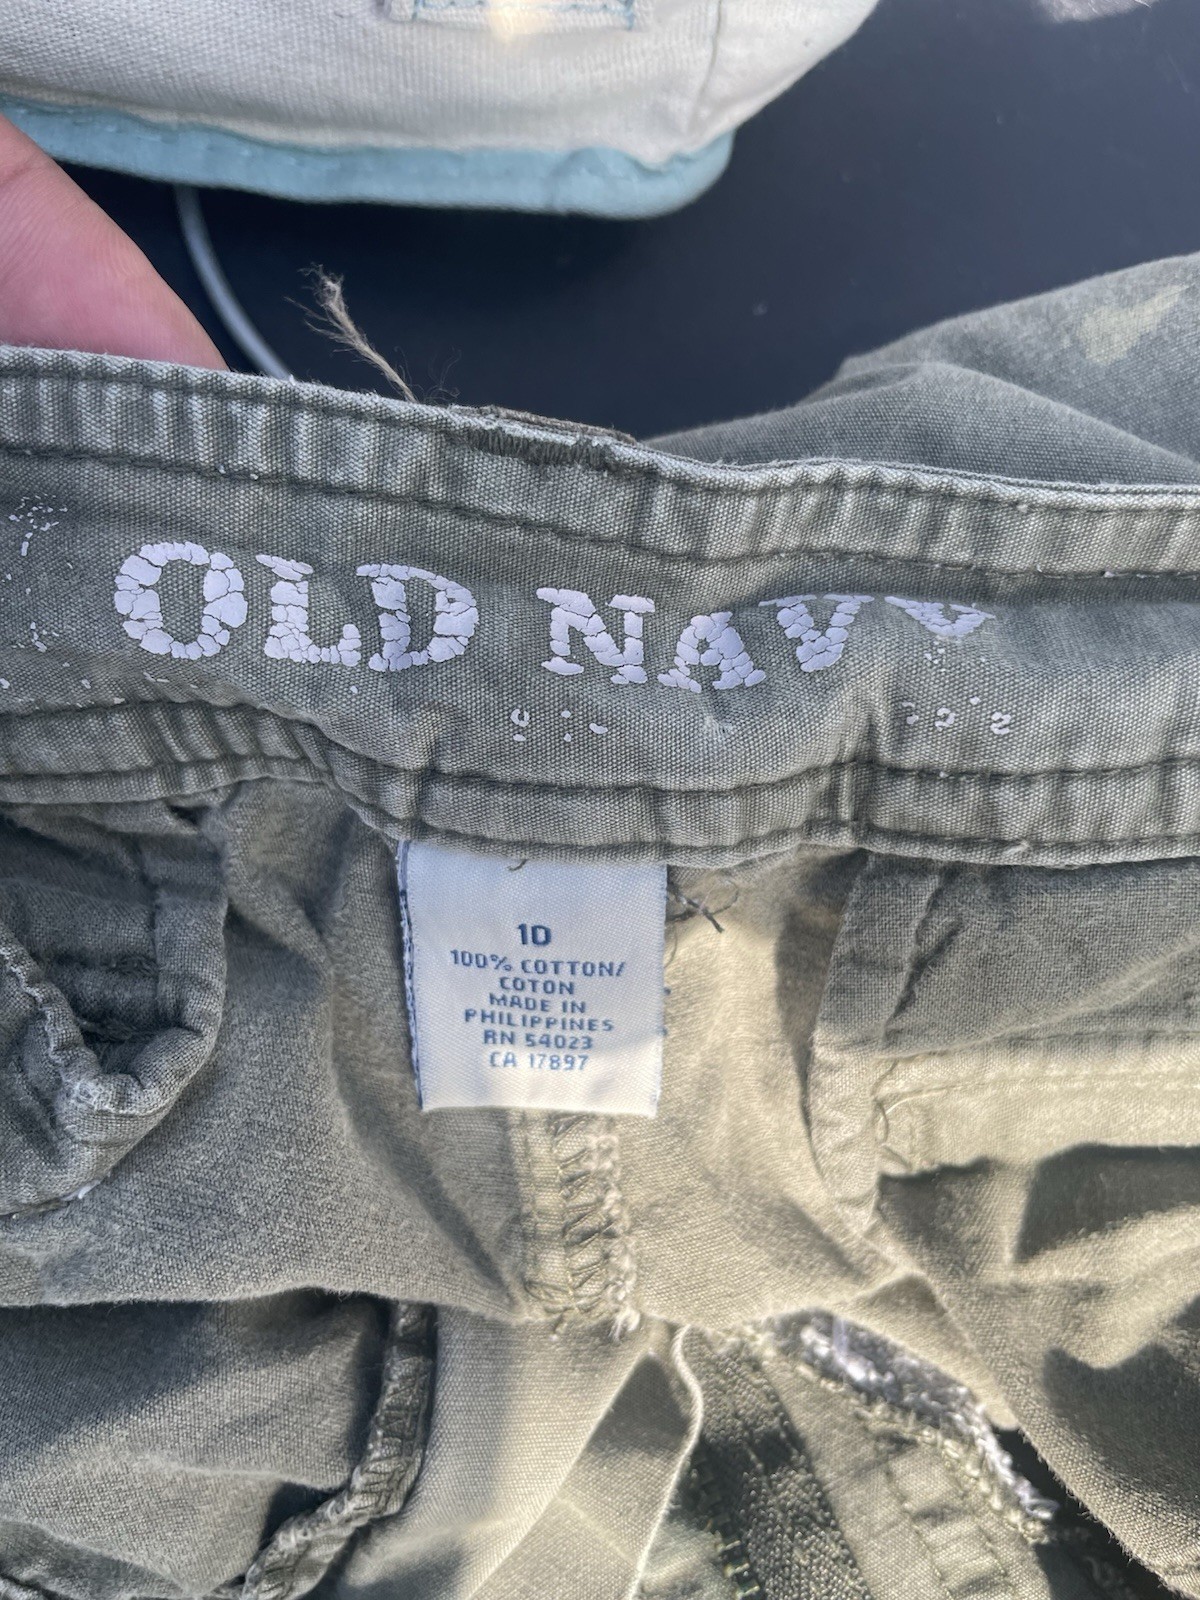 OLD NAVY
10
100% COTTON/
COTON
MADE IN
PHILIPPINES
RN 54023
CA 17897